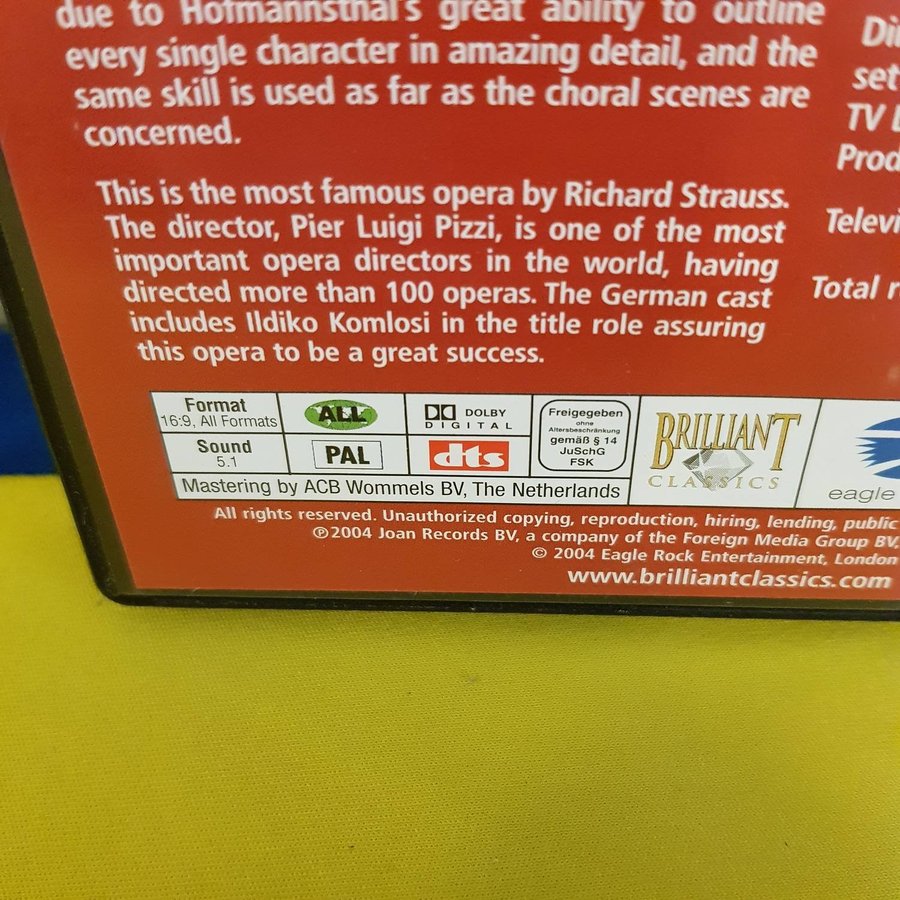 due to Hofmannsthal's great ability to outline
every single character in amazing detail, and the
same skill is used as far as the choral scenes are
concerned.
This is the most famous opera by Richard Strauss.
The director, Pier Luigi Pizzi, is one of the most
important opera directors in the world, having
directed more than 100 operas. The German cast
includes Ildiko Komlosi in the title role assuring
this opera to be a great success.
set
TV
Total
Format
16:9, All Formats
ALL
DOLBY
DIGITAL
Sound
5.1
PAL
dts
Freigegeben
ohne
Altersbeschränkung
gemäß § 14
JuSchG
FSK
BRILLIANT
CLASSICS
eagle
Mastering by ACB Wommels BV, The Netherlands
All rights reserved. Unauthorized copying, reproduction, hiring, lending, public
℗2004 Joan Records BV, a company of the Foreign Media Group BV,
© 2004 Eagle Rock Entertainment, London
www.brilliantclassics.com